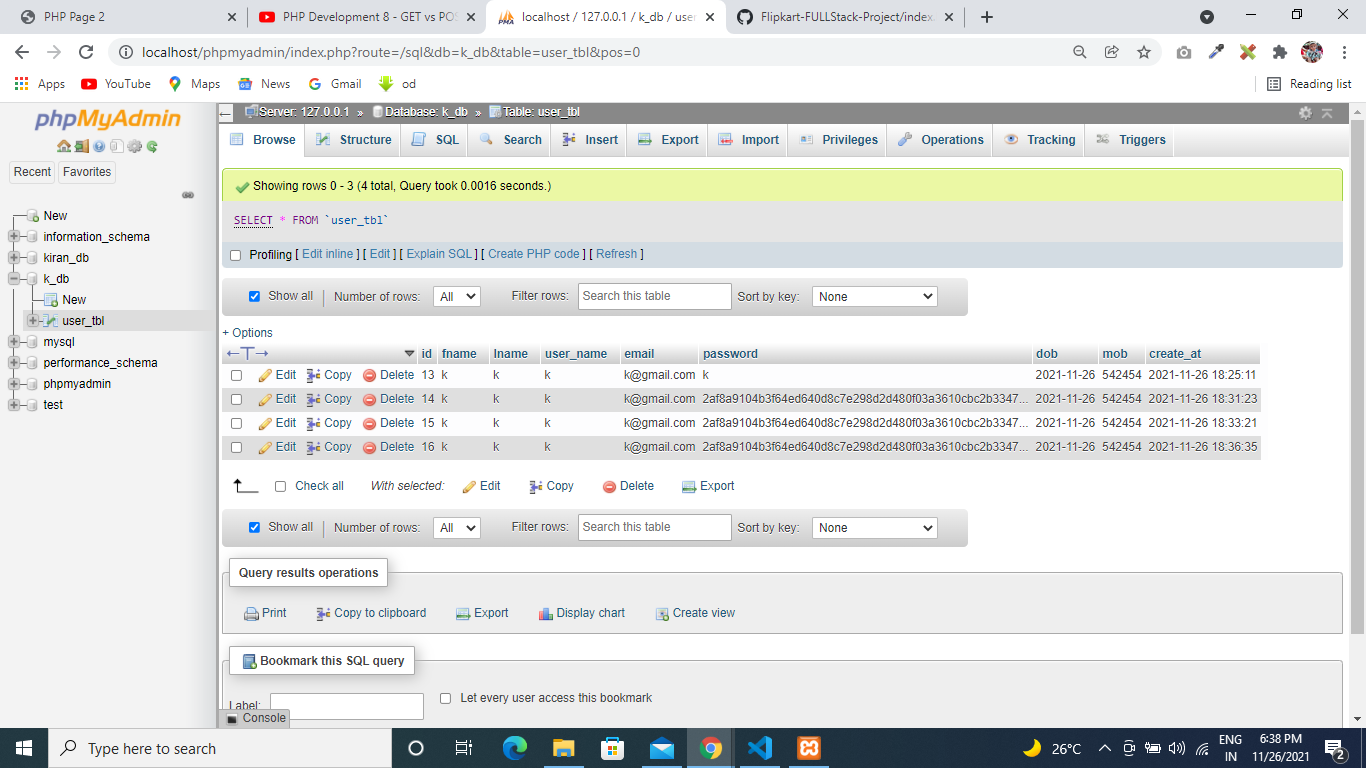 PHP Page 2
PHP Development 8 - GET vs POS
localhost / 127.0.0.1 / k_db / user
Flipkart-FULLStack-Project/index.
localhost/phpmyadmin/index.php?route=/sql&db=k_db&table=user_tbl&pos=0
Apps YouTube Maps News Gmail od Reading list
phpMyAdmin
Recent Favorites
New
information_schema
kiran_db
k_db
New
user_tbl
mysql
performance_schema
phpmyadmin
test
Server: 127.0.0.1 » Database: k_db » Table: user_tbl
Browse Structure SQL Search Insert Export Import Privileges Operations Tracking Triggers
Showing rows 0 - 3 (4 total, Query took 0.0016 seconds.)
SELECT * FROM `user_tbl`
Profiling [ Edit inline ] [ Edit ] [ Explain SQL ] [ Create PHP code ] [ Refresh ]
Show all | Number of rows: All Filter rows: Search this table Sort by key: None
+ Options
←T→ id fname lname user_name email password dob mob create_at
Edit Copy Delete 13 k k k k@gmail.com k 2021-11-26 542454 2021-11-26 18:25:11
Edit Copy Delete 14 k k k k@gmail.com 2af8a9104b3f64ed640d8c7e298d2d480f03a3610cbc2b3347... 2021-11-26 542454 2021-11-26 18:31:23
Edit Copy Delete 15 k k k k@gmail.com 2af8a9104b3f64ed640d8c7e298d2d480f03a3610cbc2b3347... 2021-11-26 542454 2021-11-26 18:33:21
Edit Copy Delete 16 k k k k@gmail.com 2af8a9104b3f64ed640d8c7e298d2d480f03a3610cbc2b3347... 2021-11-26 542454 2021-11-26 18:36:35
Check all With selected: Edit Copy Delete Export
Show all | Number of rows: All Filter rows: Search this table Sort by key: None
Query results operations
Print Copy to clipboard Export Display chart Create view
Bookmark this SQL query
Label: Let every user access this bookmark
Console
Type here to search
26°C
ENG
IN
6:38 PM
11/26/2021
2